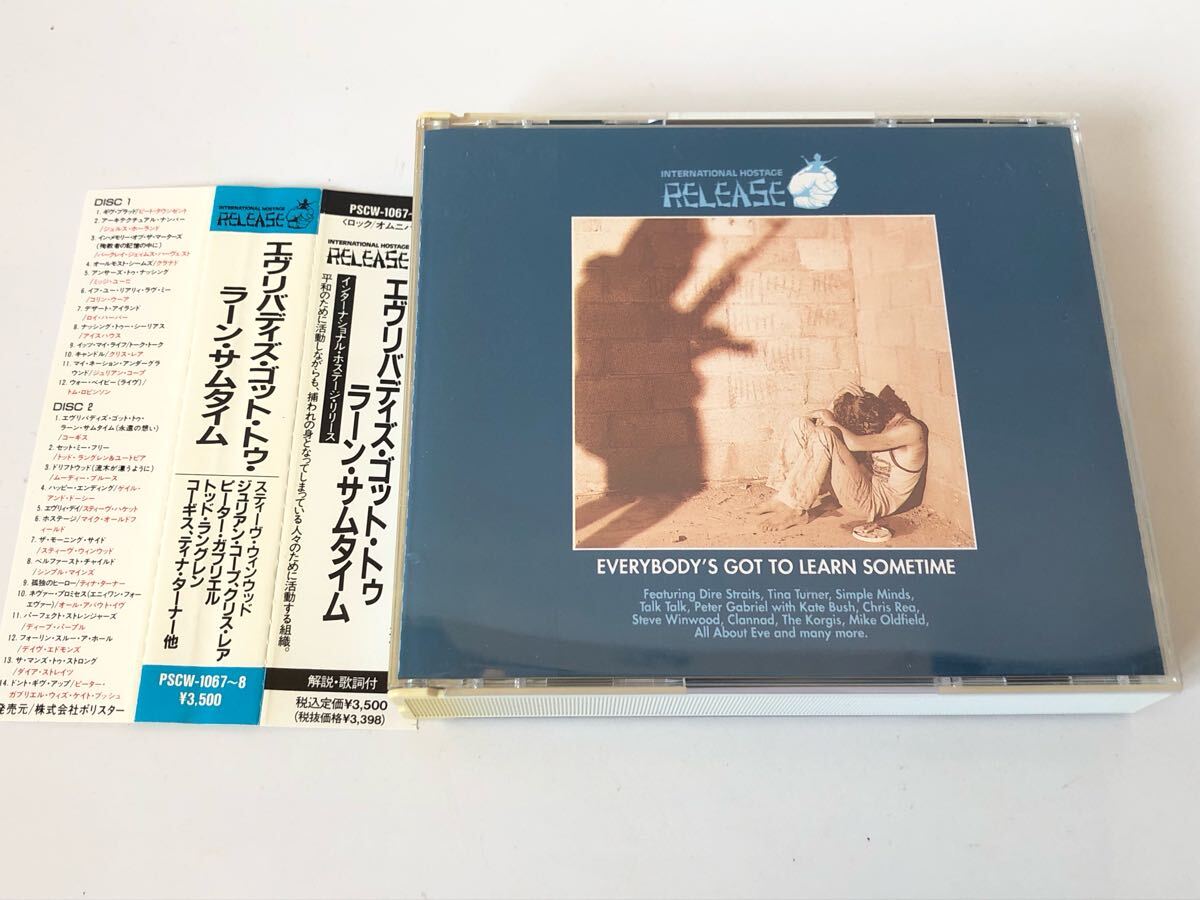 DISC 1
1. ギヴ・ブラッド/ピート・タウンゼント
2. アーキテクチュアル・ナンバー
/ジュルス・ホーランド
3. イン・メモリー・オブ・ザ・マーターズ
(殉教者の記憶の中に)
/バークレイ・ジェイムス・ハーヴェスト
4. オールモスト・シームズ/クラナド
5. アンサーズ・トゥ・ナッシング
/ミッジ・ユーロ
6. イフ・ユー・リアリィ・ラヴ・ミー
/コリン・ウーア
7. デザート・アイランド
/ロイ・ハーパー
8. ナッシング・トゥー・シーリアス
/アイスハウス
9. イッツ・マイ・ライフ/トーク・トーク
10. キャンドル/クリス・レア
11. マイ・ネーション・アンダーグラ
ウンド/ジュリアン・コープ
12. ウォー・ベイビー(ライヴ)/
トム・ロビンソン
DISC 2
1. エヴリバディズ・ゴット・トゥ・
ラーン・サムタイム(永遠の想い)
/コーギス
2. セット・ミー・フリー
/トッド・ラングレン&ユートピア
3. ドリフトウッド(流木が漂うように)
/ムーディー・ブルース
4. ハッピー・エンディング/ゲイル・
アンド・ドーシー
5. エヴリィ・デイ/スティーヴ・ハケット
6. ホステージ/マイク・オールドフ
ィールド
7. ザ・モーニング・サイド
/スティーヴ・ウィンウッド
8. ベルファースト・チャイルド
/シンプル・マインズ
9. 孤独のヒーロー/ティナ・ターナー
10. ネヴァー・プロミス(エニィワン・フォー
エヴァー)/オール・アバウト・イヴ
11. パーフェクト・ストレンジャーズ
/ディープ・パープル
12. フォーリン・スルー・ア・ホール
/デイヴ・エドモンズ
13. ザ・マンズ・トゥ・ストロング
/ダイア・ストレイツ
14. ドント・ギヴ・アップ/ピーター・
ガブリエル・ウィズ・ケイト・ブッシュ
発売元/株式会社ポリスター
INTERNATIONAL HOSTAGE
RELEASE
エヴリバディズ・ゴット・トゥ・
ラーン・サムタイム
スティーヴ・ウィンウッド
ジュリアン・コープ、クリス・レア
ピーター・ガブリエル
トッド・ラングレン
コーギス、ティナ・ターナー他
PSCW-1067〜8
¥3,500
PSCW-1067〜
〈ロック/オムニバ
INTERNATIONAL HOSTAGE
RELEASE
インターナショナル・ホステージ・リリース
平和のために活動しながらも、捕われの身となってしまっている人々のために活動する組織。
エヴリバディズ・ゴット・トゥ
ラーン・サムタイム
解説・歌詞付
税込定価¥3,500
(税抜価格¥3,398)
INTERNATIONAL HOSTAGE
RELEASE
EVERYBODY'S GOT TO LEARN SOMETIME
Featuring Dire Straits, Tina Turner, Simple Minds,
Talk Talk, Peter Gabriel with Kate Bush, Chris Rea,
Steve Winwood, Clannad, The Korgis, Mike Oldfield,
All About Eve and many more.